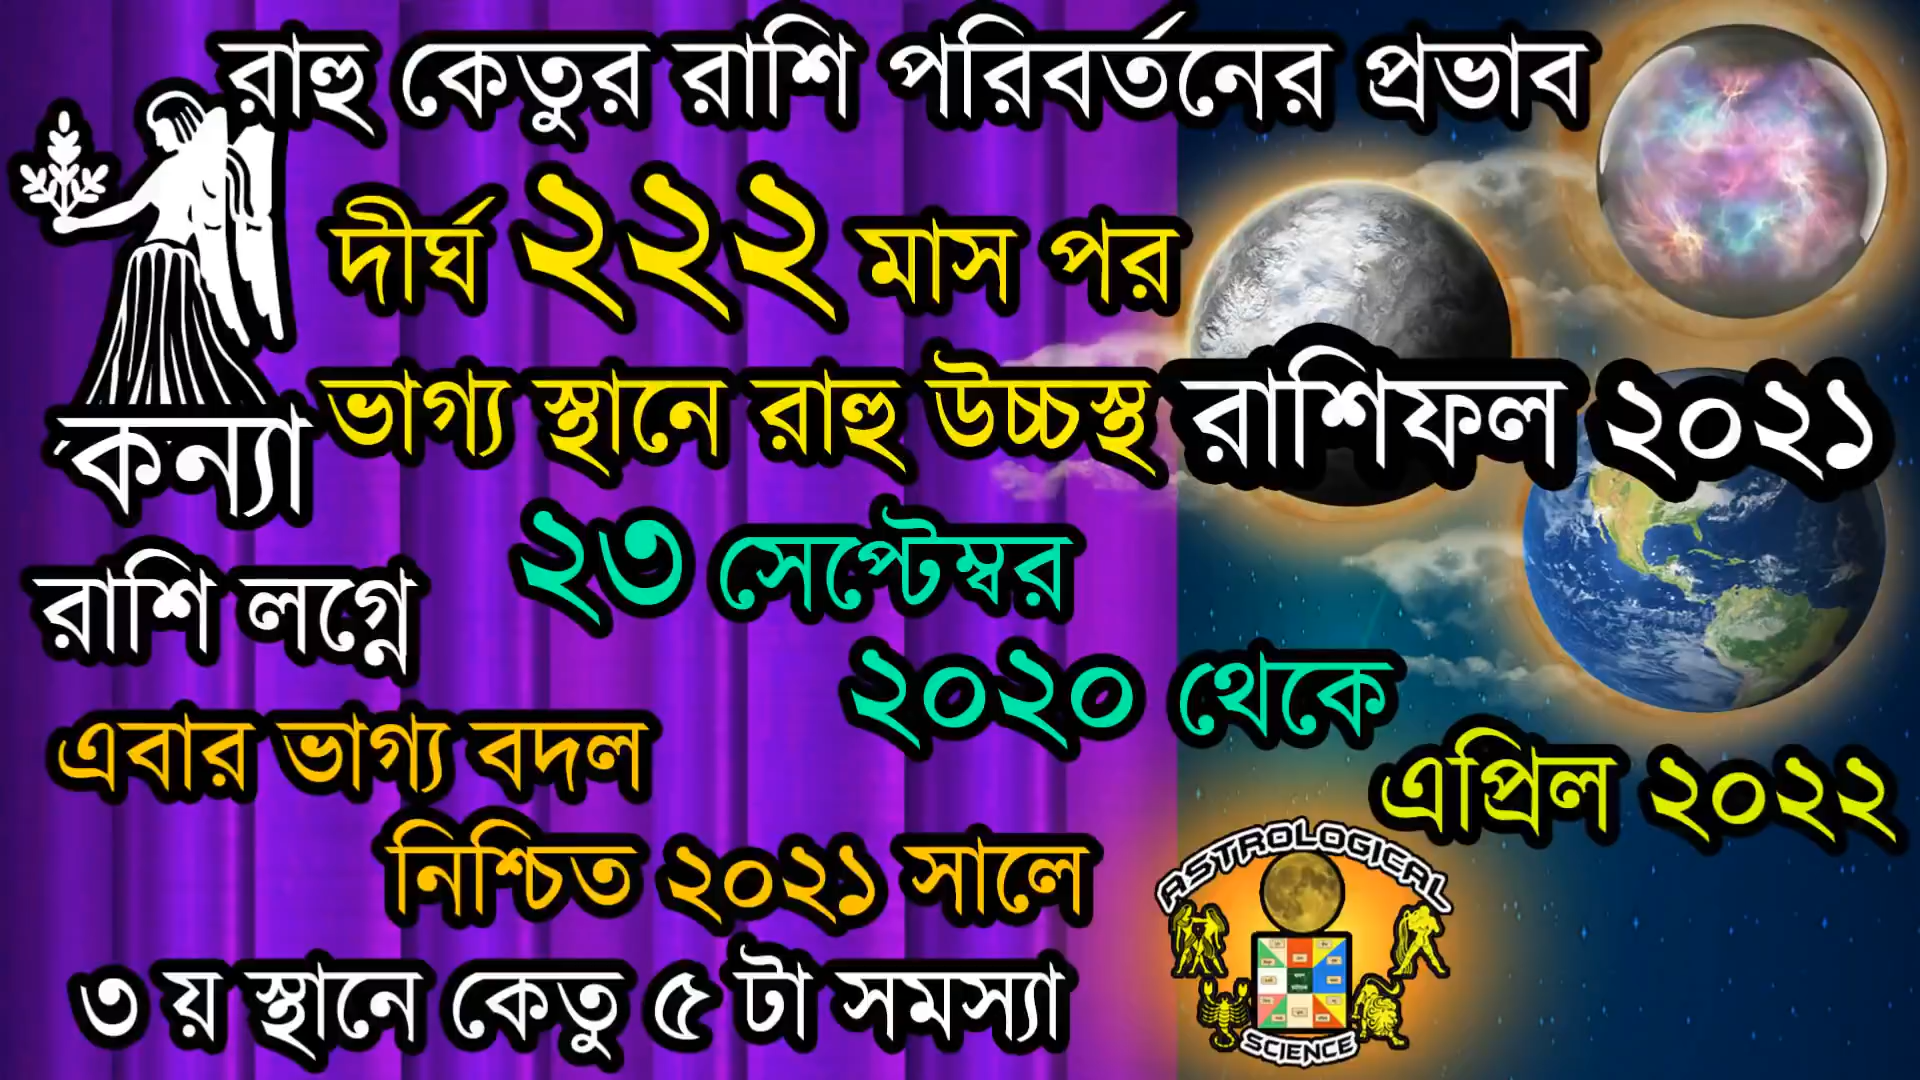 রাহু কেতুর রাশি পরিবর্তনের প্রভাব
দীর্ঘ ২২২ মাস পর
ভাগ্য স্থানে রাহু উচ্চস্থ রাশিফল ২০২১
কন্যা
২৩ সেপ্টেম্বর
রাশি লগ্নে
২০২০ থেকে
এবার ভাগ্য বদল
এপ্রিল ২০২২
নিশ্চিত ২০২১ সালে
৩ য় স্থানে কেতু ৫ টা সমস্যা
ASTROLOGICAL
SCIENCE